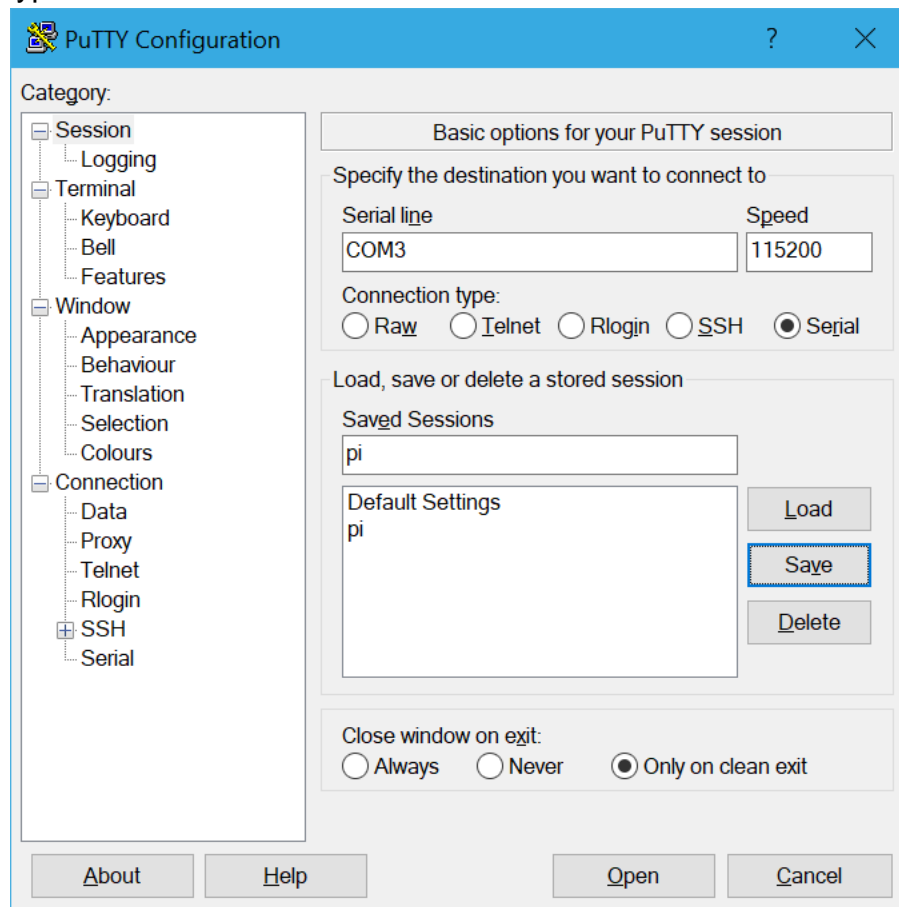 PuTTY Configuration ?
Category:
Session
Logging
Terminal
Keyboard
Bell
Features
Window
Appearance
Behaviour
Translation
Selection
Colours
Connection
Data
Proxy
Telnet
Rlogin
SSH
Serial
Basic options for your PuTTY session
Specify the destination you want to connect to
Serial line Speed
COM3 115200
Connection type:
Raw Telnet Rlogin SSH Serial
Load, save or delete a stored session
Saved Sessions
pi
Default Settings
pi
Load
Save
Delete
Close window on exit:
Always Never Only on clean exit
About Help Open Cancel